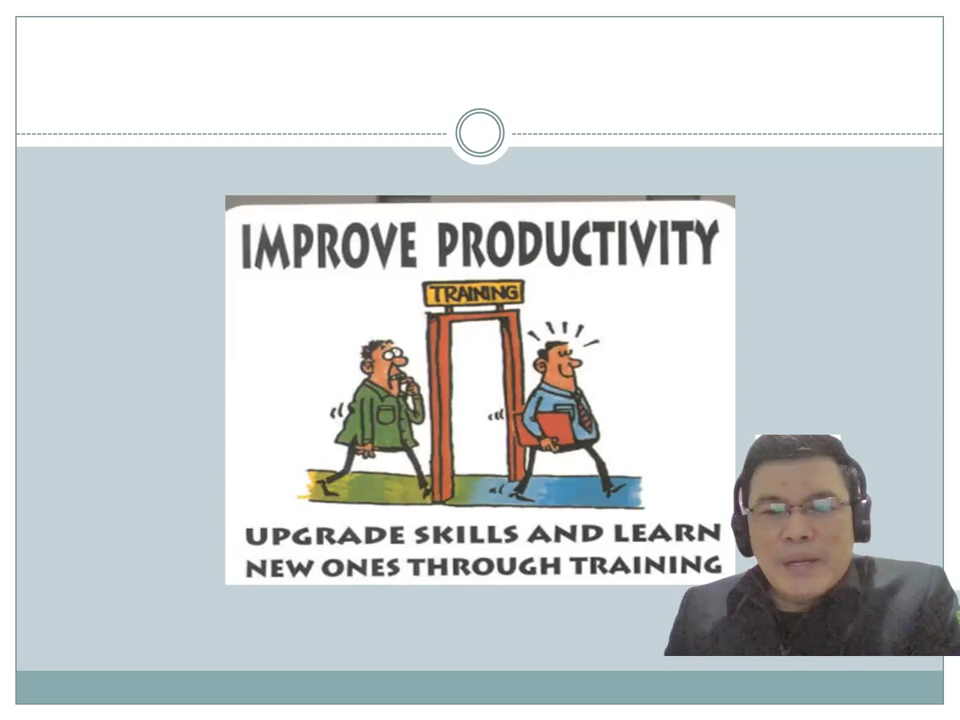 IMPROVE PRODUCTIVITY
TRAINING
UPGRADE SKILLS AND LEARN
NEW ONES THROUGH TRAINING